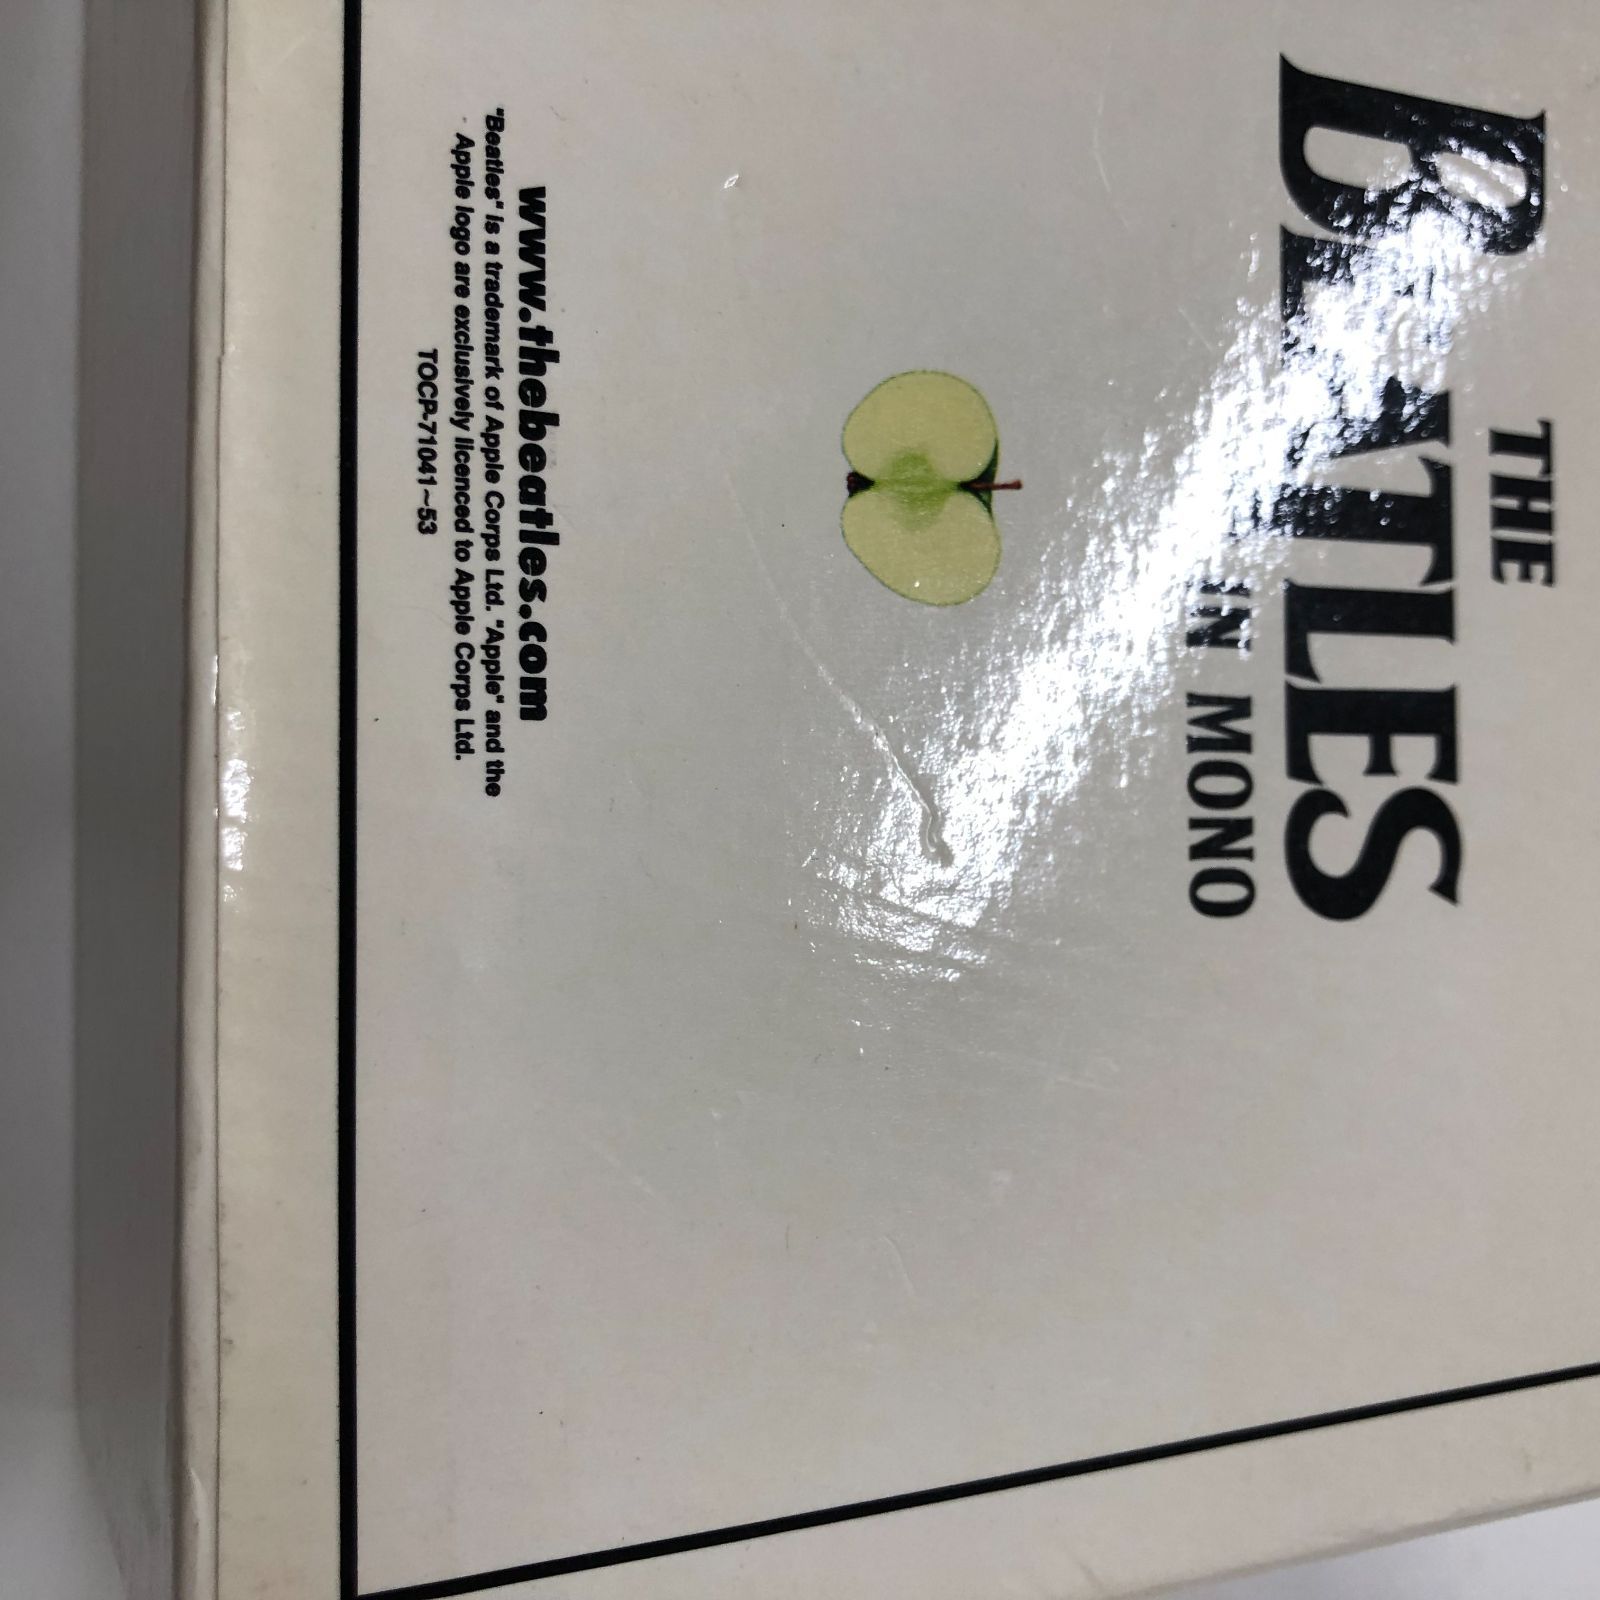 THE
BEATLES
IN MONO
www.thebeatles.com
"Beatles" is a trademark of Apple Corps Ltd. "Apple" and the
Apple logo are exclusively licenced to Apple Corps Ltd.
TOCP-71041~53